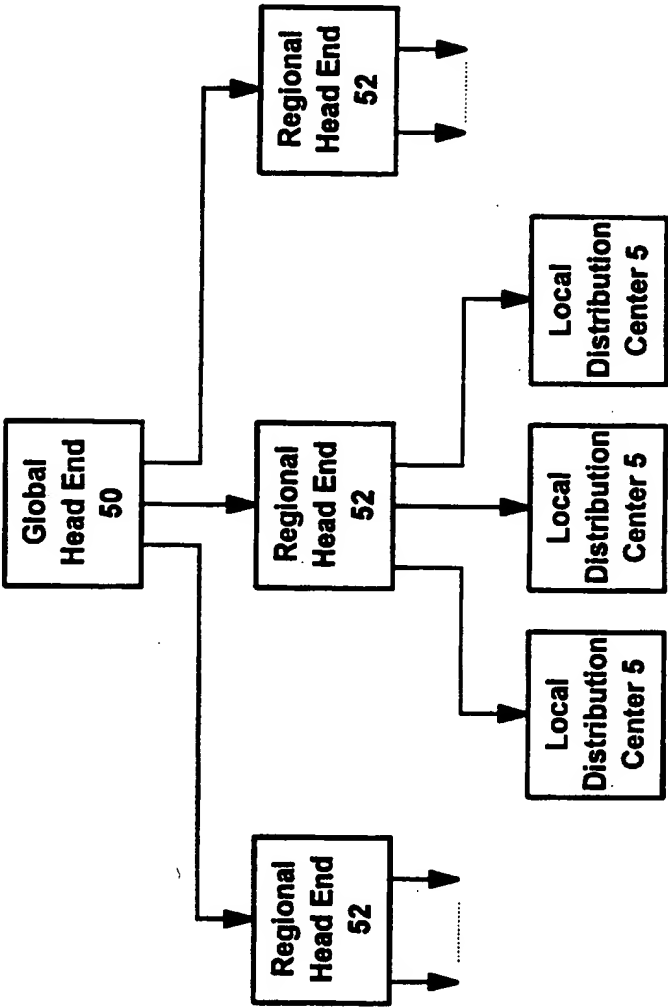 Global
Head End
50
Regional
Head End
52
Regional
Head End
52
Regional
Head End
52
Local
Distribution
Center 5
Local
Distribution
Center 5
Local
Distribution
Center 5